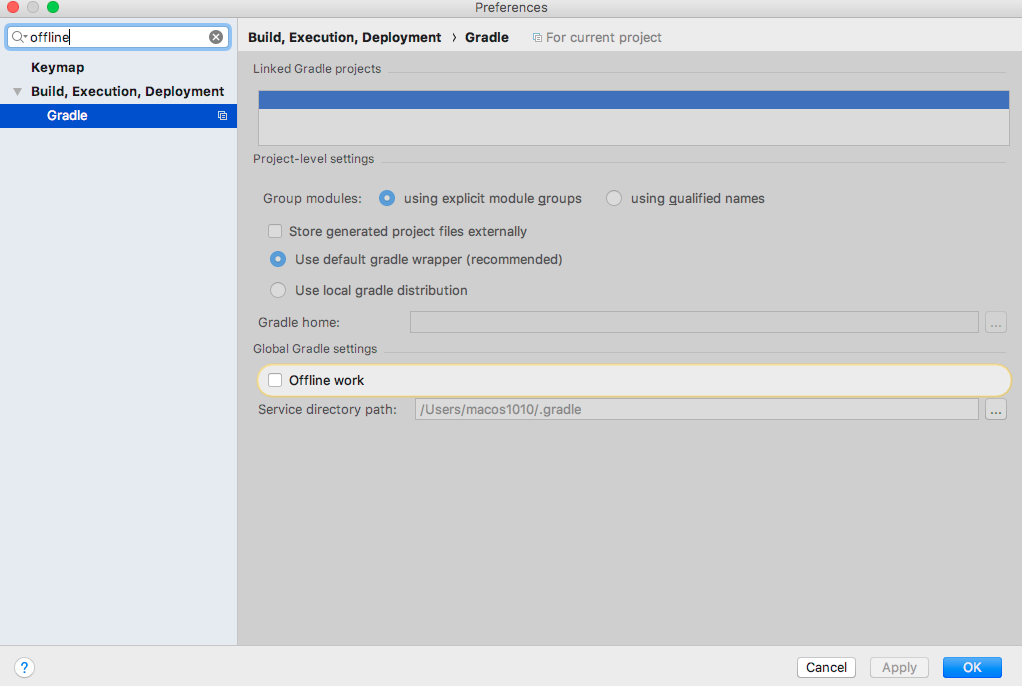 Preferences
offline
Build, Execution, Deployment › Gradle For current project
Keymap
Build, Execution, Deployment
Gradle
Linked Gradle projects
Project-level settings
Group modules: using explicit module groups using qualified names
Store generated project files externally
Use default gradle wrapper (recommended)
Use local gradle distribution
Gradle home: ...
Global Gradle settings
Offline work
Service directory path: /Users/macos1010/.gradle ...
? Cancel Apply OK